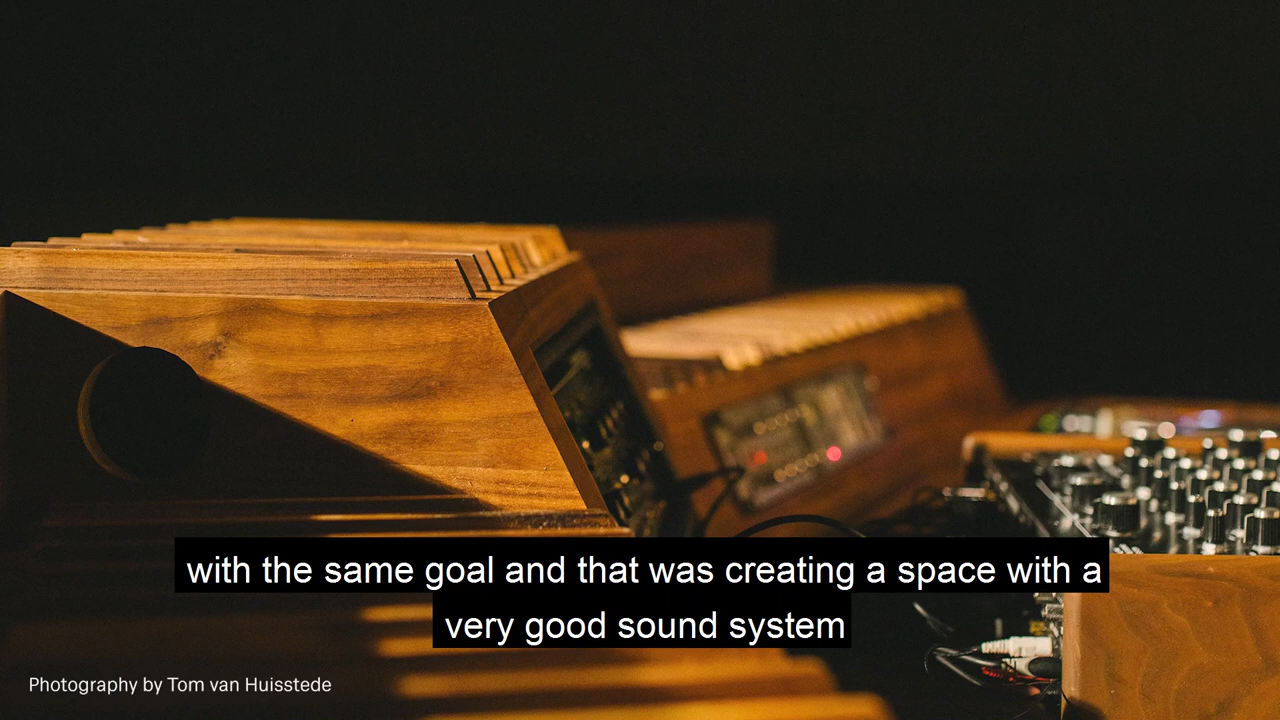 with the same goal and that was creating a space with a
very good sound system
Photography by Tom van Huisstede